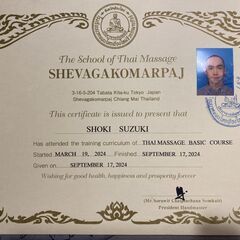 The School of Thai Massage
SHEVAGAKOMARPAJ
3-16-5-204 Tabata Kita-ku Tokyo Japan
Shevagakomarpaj Chiang Mai Thailand
This certificate is issued to present that
SHOKI SUZUKI
Has attended the training curriculum of THAI MASSAGE BASIC COURSE
Started MARCH 19, 2024 Finished SEPTEMBER 17, 2024
Given on SEPTEMBER 17, 2024
Wishing for good health, happiness and prosperity forever
President Headmaster